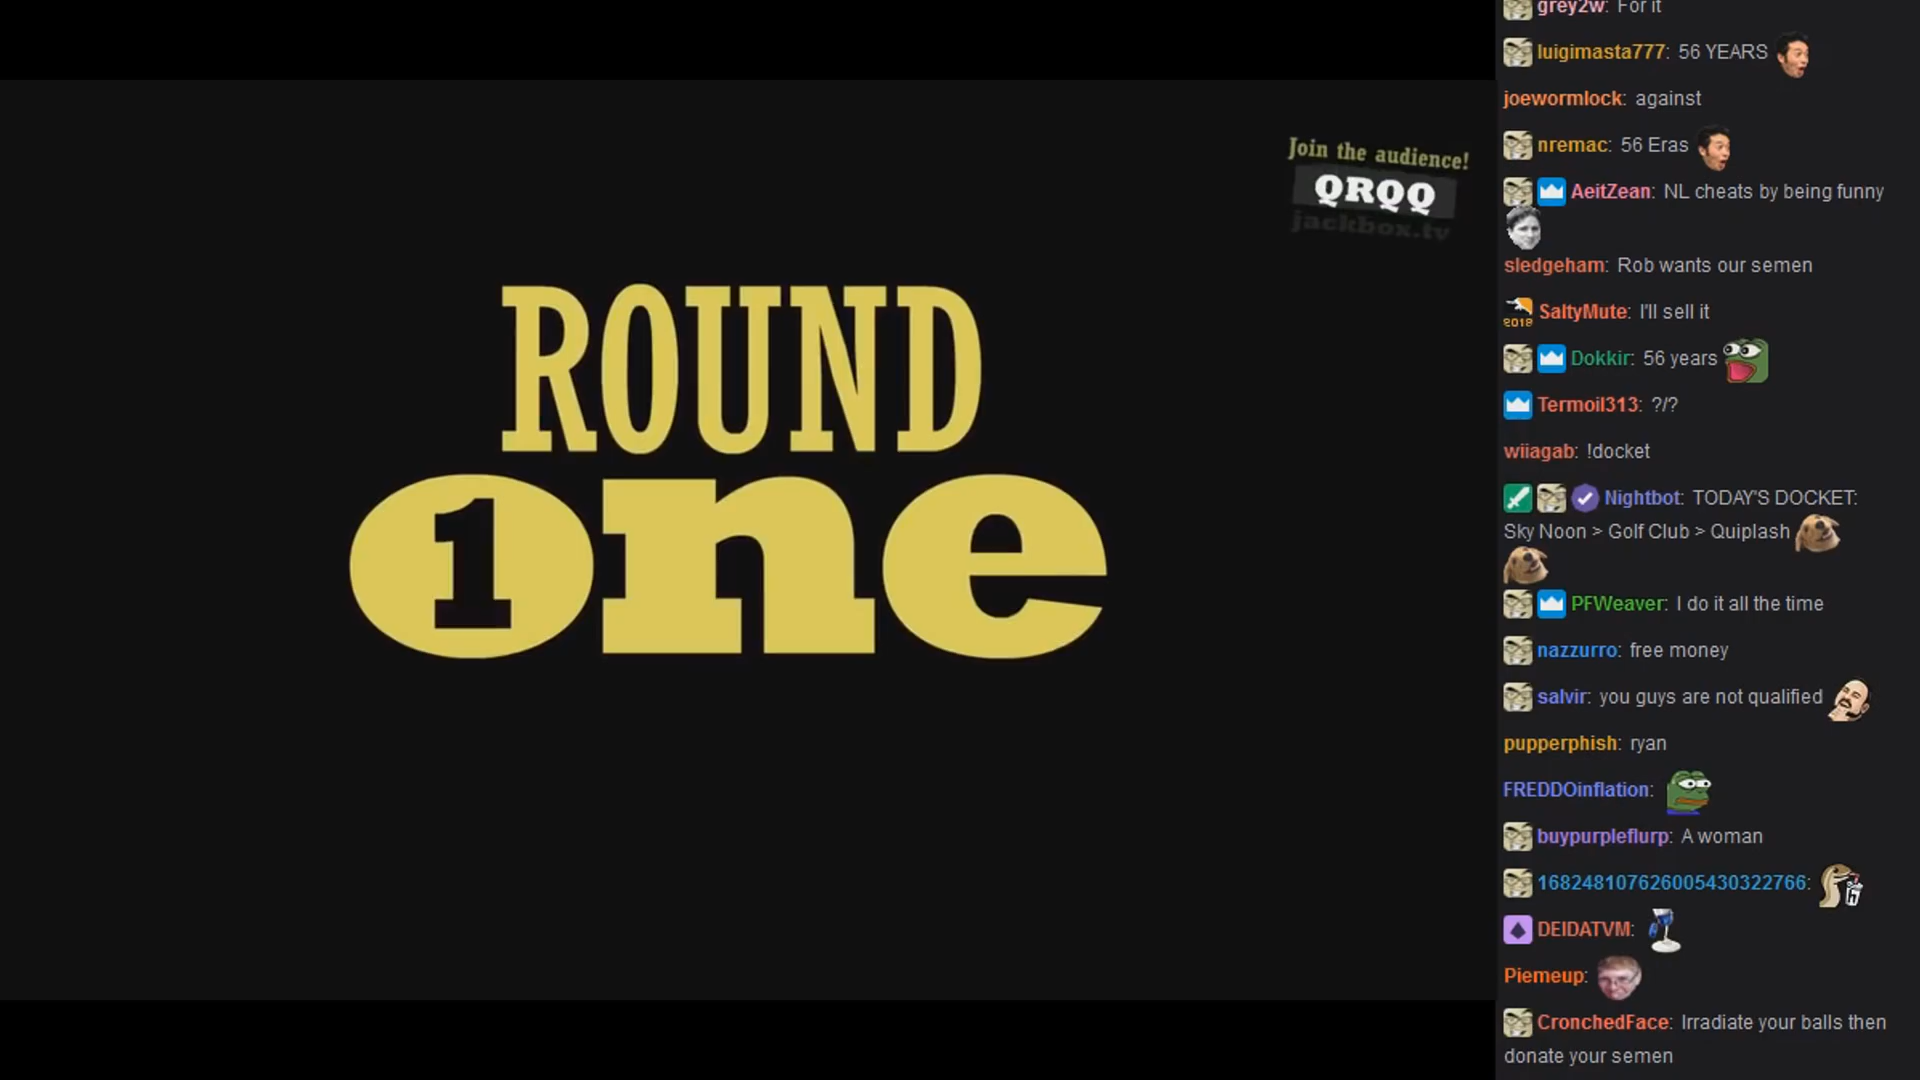 Join the audience!
QRQQ
jackbox.tv
ROUND
One
1
grey2w: For it
luigimasta777: 56 YEARS
joewormlock: against
nremac: 56 Eras
AeitZean: NL cheats by being funny
sledgeham: Rob wants our semen
2018
SaltyMute: I'll sell it
Dokkir: 56 years
Termoil313: ?/?
wiiagab: !docket
Nightbot: TODAY'S DOCKET:
Sky Noon > Golf Club > Quiplash
PFWeaver: I do it all the time
nazzurro: free money
salvir: you guys are not qualified
pupperphish: ryan
FREDDOinflation:
buypurpleflurp: A woman
168248107626005430322766:
DEIDATVM:
Piemeup:
CronchedFace: Irradiate your balls then
donate your semen